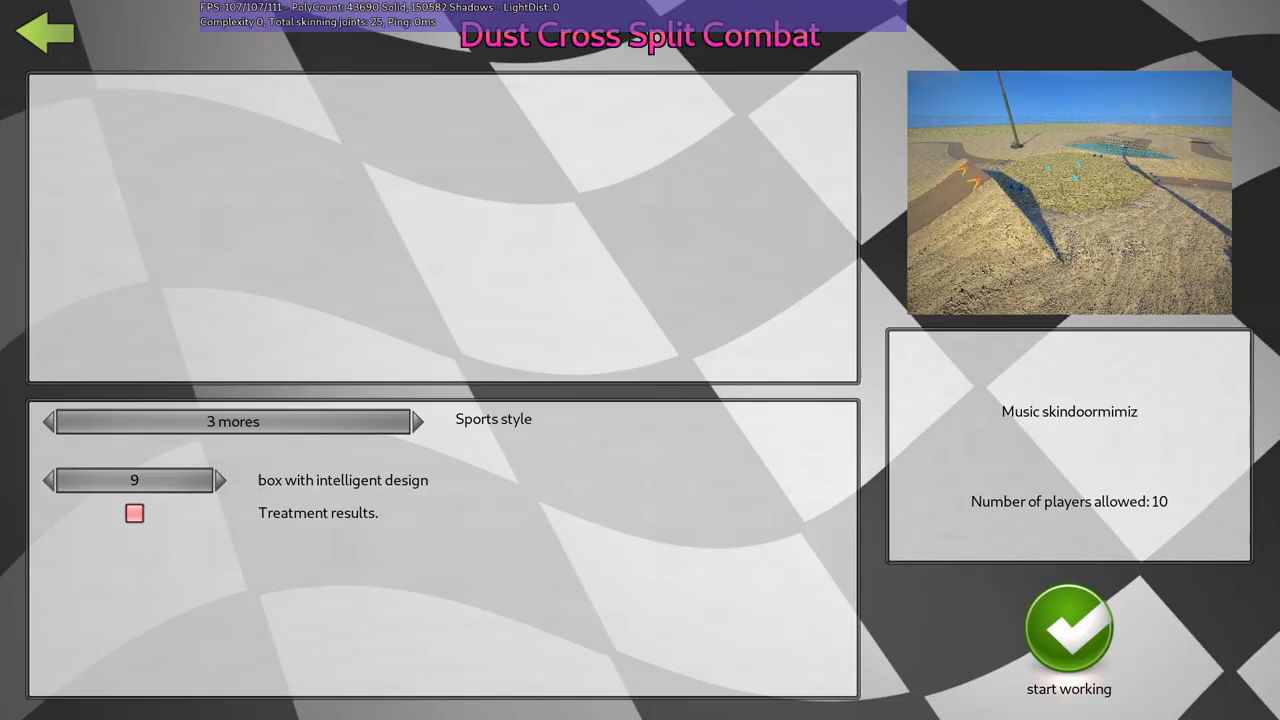 FPS: 107/107/111 - PolyCount: 43690 Solid, 150582 Shadows - LightDist: 0
Complexity 0, Total skinning joints: 25, Ping: 0ms
Dust Cross Split Combat
3 mores
Sports style
9
box with intelligent design
Treatment results.
Music skindoormimiz
Number of players allowed: 10
start working